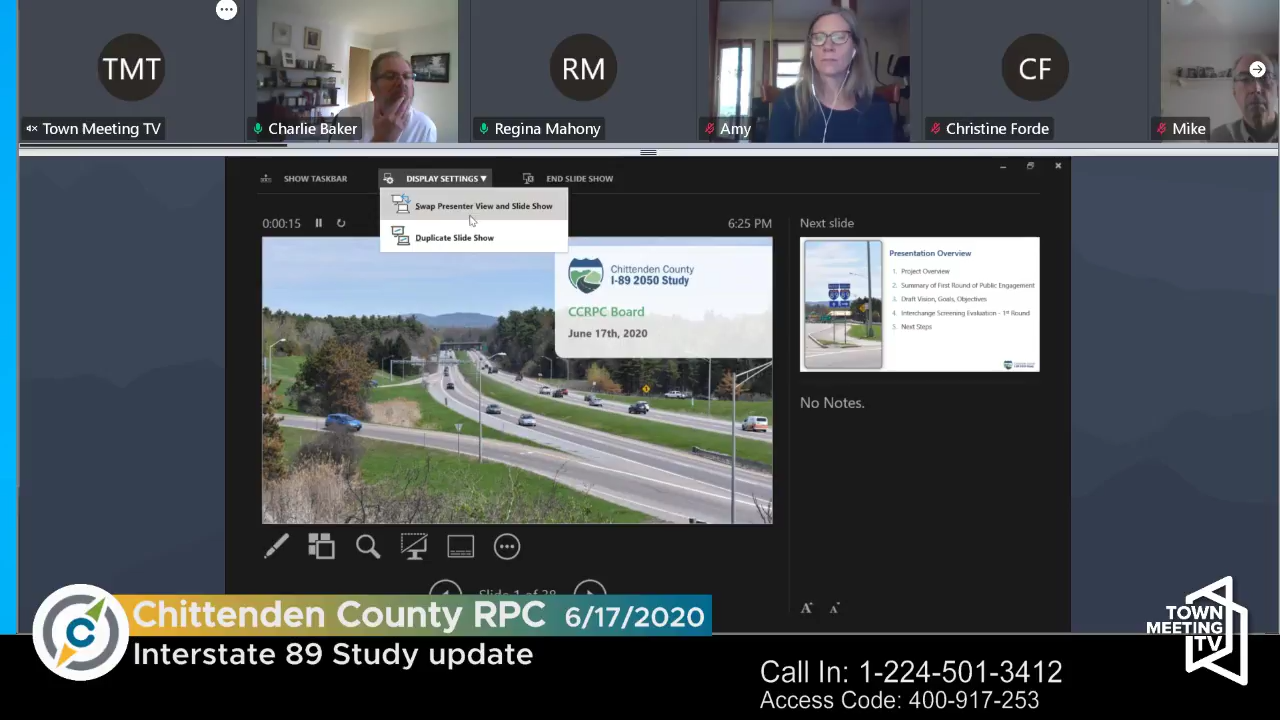 TMT
RM
CF
Town Meeting TV
Charlie Baker
Regina Mahony
Amy
Christine Forde
Mike
SHOW TASKBAR
DISPLAY SETTINGS ▼
END SLIDE SHOW
Swap Presenter View and Slide Show
Duplicate Slide Show
0:00:15
6:25 PM
Next slide
Chittenden County
I-89 2050 Study
CCRPC Board
June 17th, 2020
Presentation Overview
1. Project Overview
2. Summary of First Round of Public Engagement
3. Draft Vision, Goals, Objectives
4. Interchange Screening Evaluation - 1st Round
5. Next Steps
No Notes.
Slide 1 of 38
A
A
C
Chittenden County RPC 6/17/2020
Interstate 89 Study update
TOWN
MEETING
TV
Call In: 1-224-501-3412
Access Code: 400-917-253